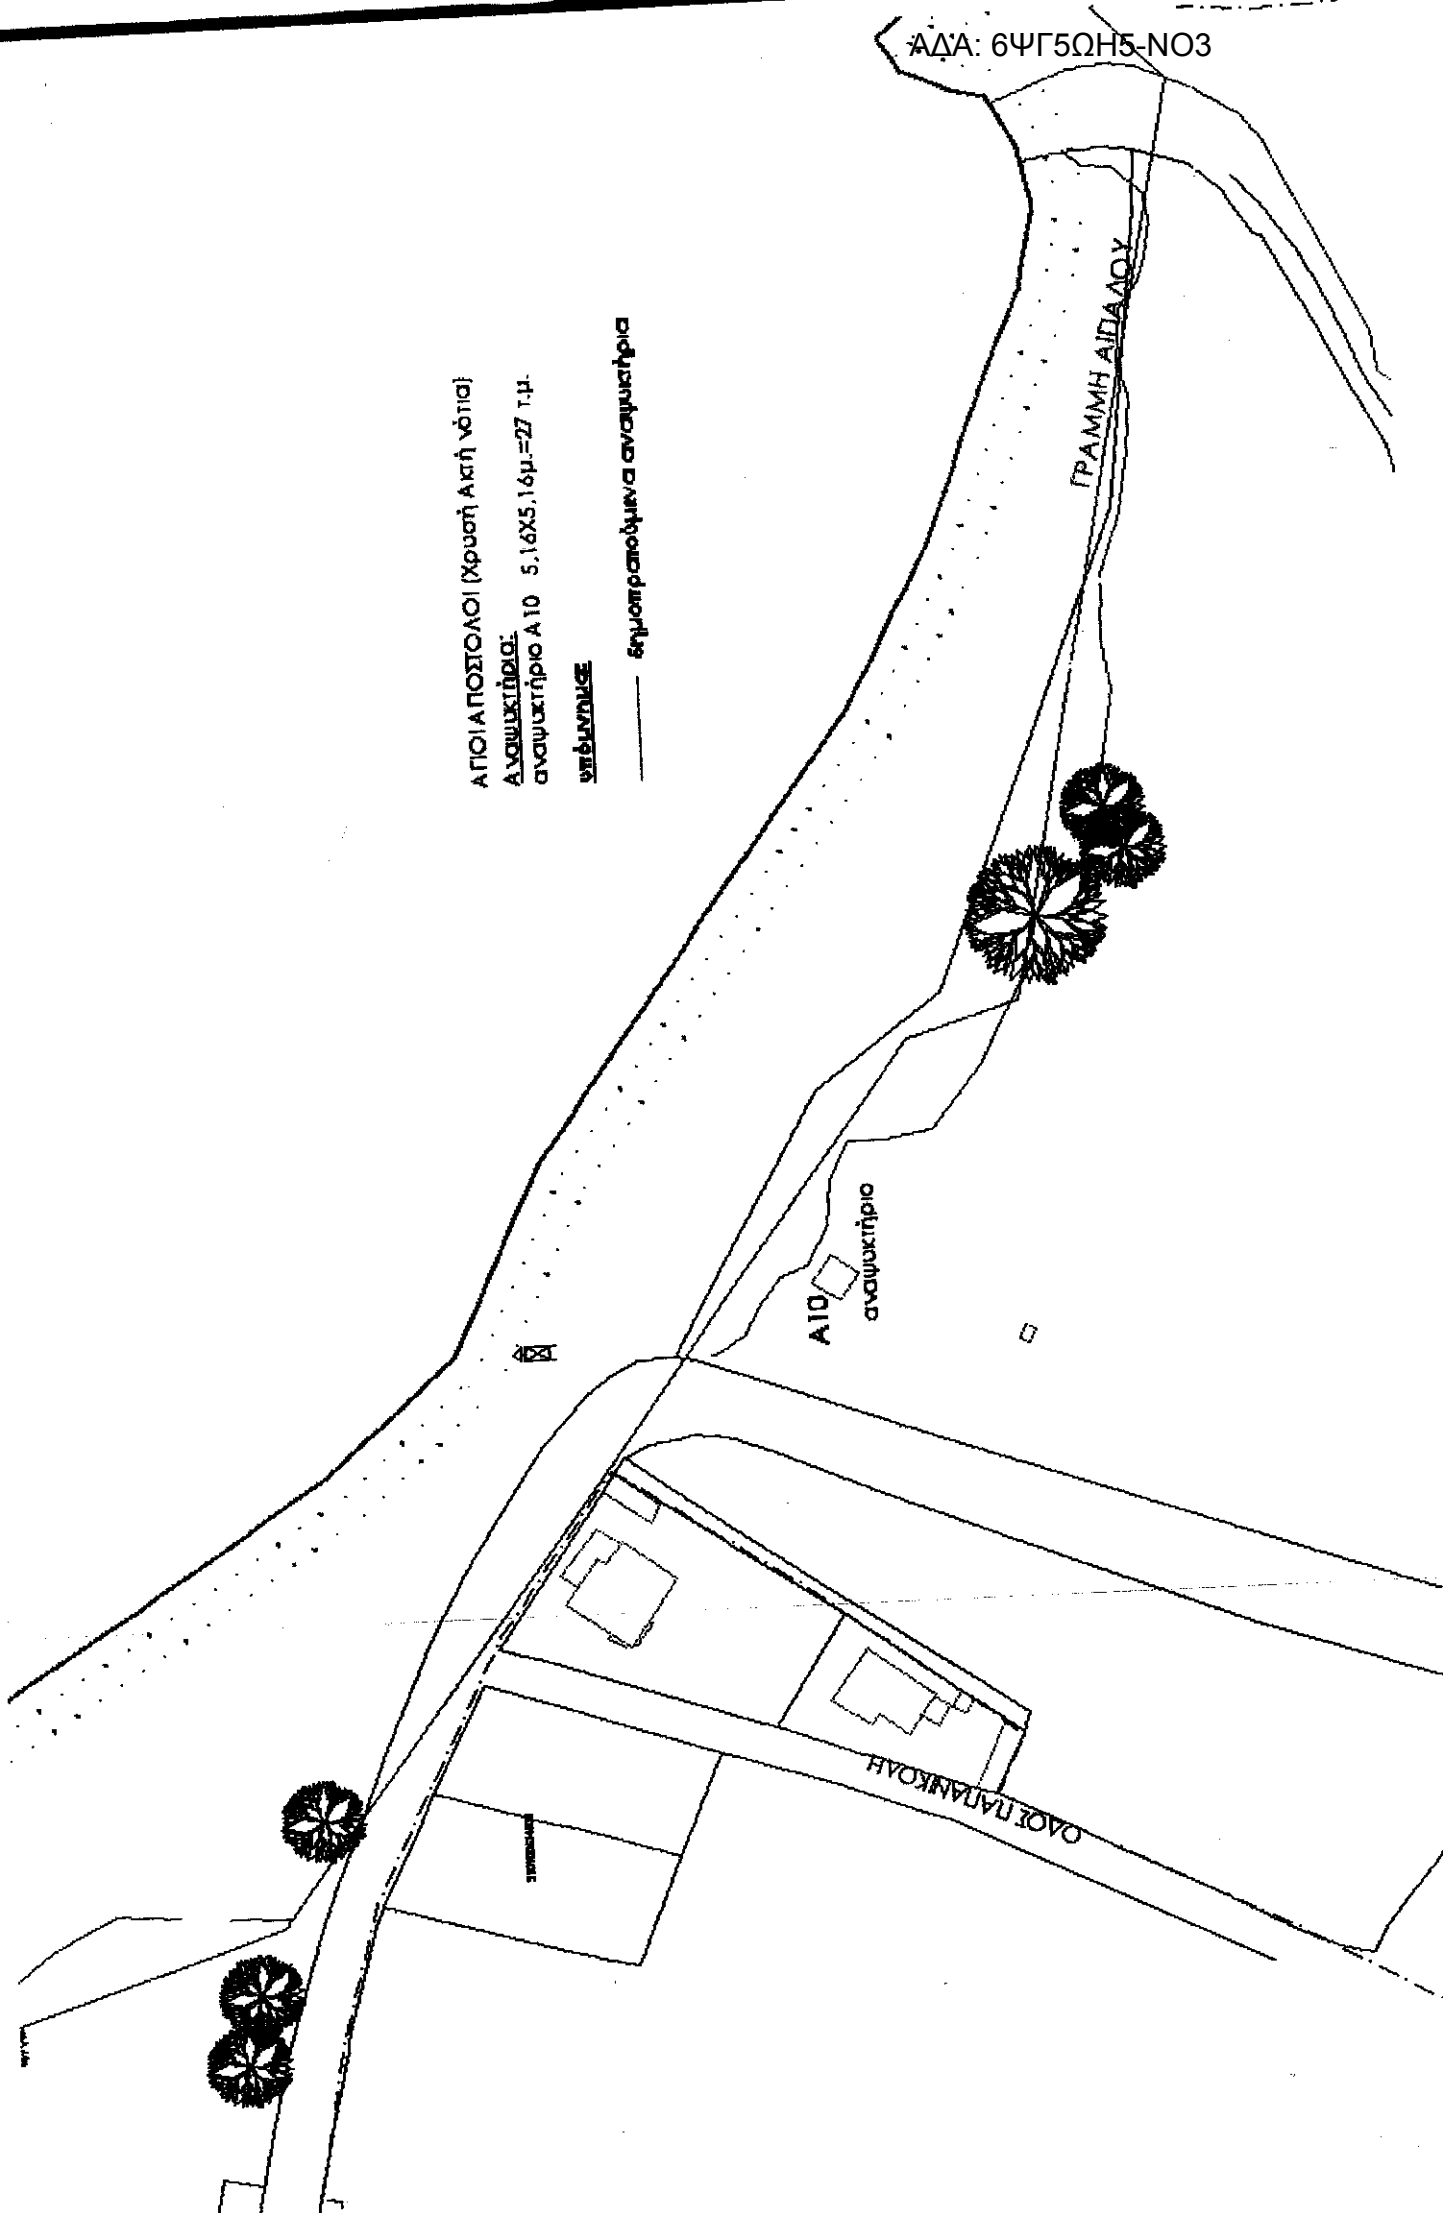 ΑΔΑ: 6ΨΓ5ΩΗ5-ΝΟ3
ΑΓΙΟΙ ΑΠΟΣΤΟΛΟΙ (Χρυσή Ακτή νότια)
Αναψυκτήρια:
αναψυκτήριο Α10 5,16Χ5,16μ.=27 τ.μ.
υπόμνημα:
δημοπρατούμενα αναψυκτήρια
ΓΡΑΜΜΗ ΑΙΓΙΑΛΟΥ
Α10
αναψυκτήριο
ΟΔΟΣ ΠΑΠΑΝΙΚΟΛΗ